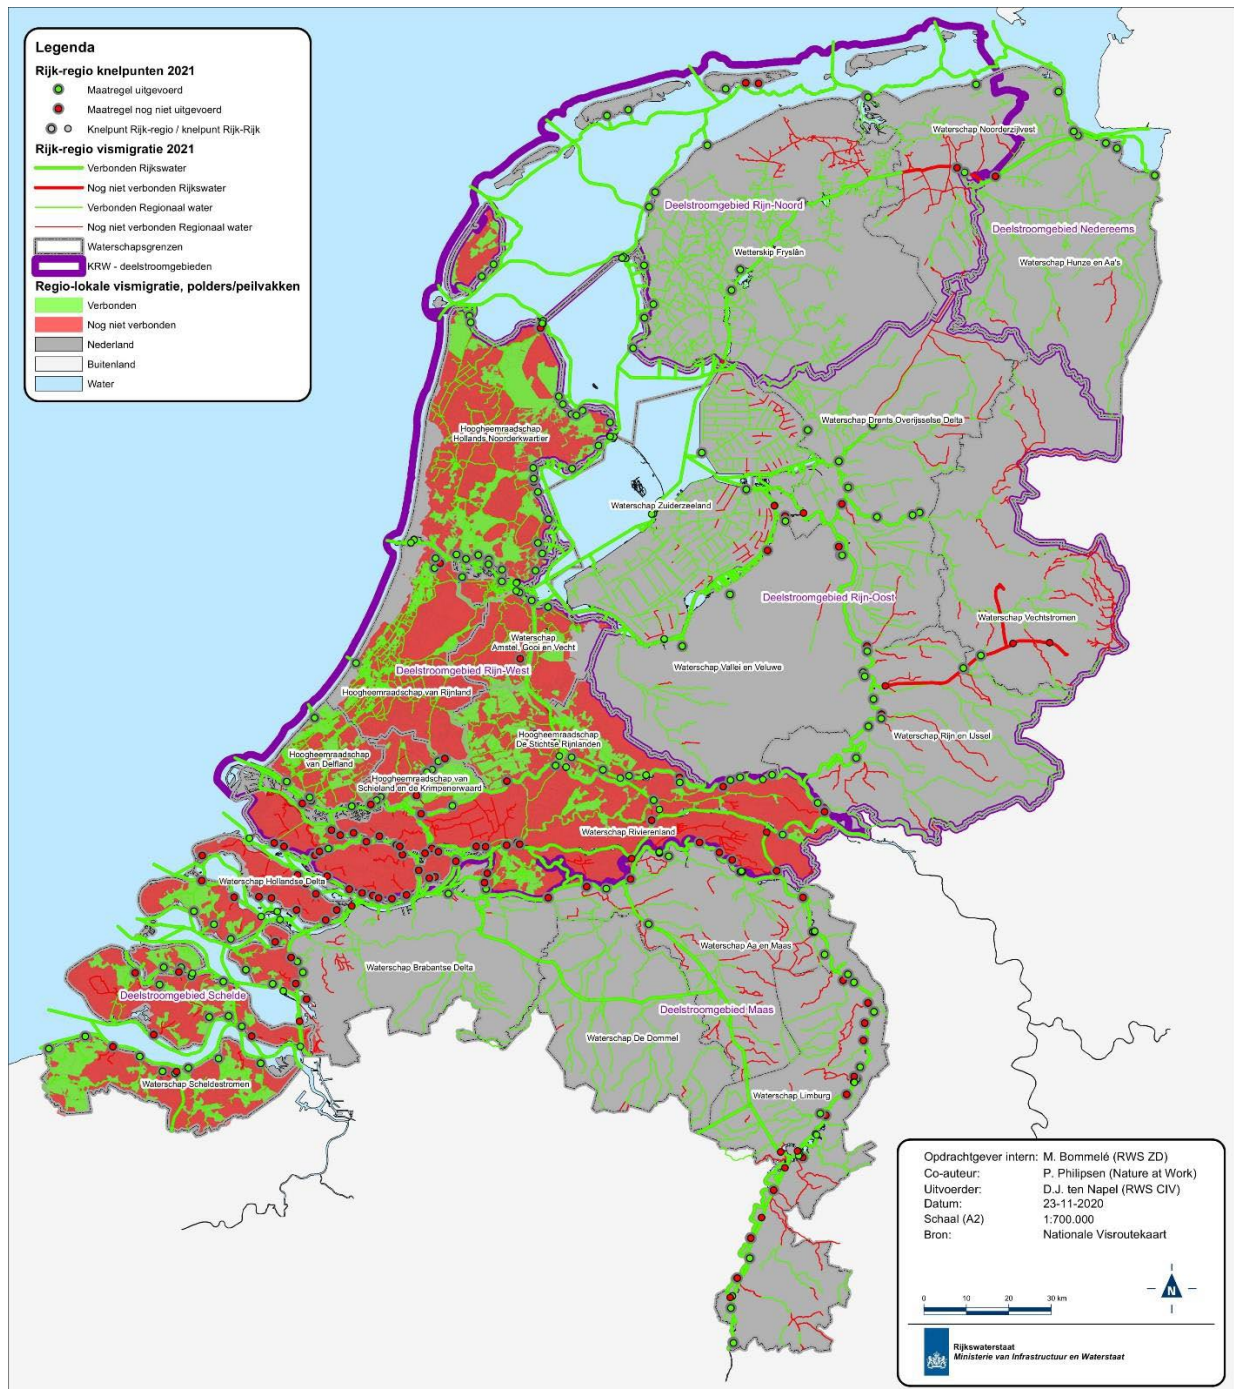 Legenda
Rijk-regio knelpunten 2021
Maatregel uitgevoerd
Maatregel nog niet uitgevoerd
Knelpunt Rijk-regio / knelpunt Rijk-Rijk
Rijk-regio vismigratie 2021
Verbonden Rijkswater
Nog niet verbonden Rijkswater
Verbonden Regionaal water
Nog niet verbonden Regionaal water
Waterschapsgrenzen
KRW - deelstroomgebieden
Regio-lokale vismigratie, polders/peilvakken
Verbonden
Nog niet verbonden
Nederland
Buitenland
Water
Waterschap Noorderzijlvest
Deelstroomgebied Rijn-Noord
Deelstroomgebied Nedereems
Wetterskip Fryslân
Waterschap Hunze en Aa's
Hoogheemraadschap
Hollands Noorderkwartier
Waterschap Drents Overijsselse Delta
Waterschap Zuiderzeeland
Deelstroomgebied Rijn-Oost
Waterschap Vechtstromen
Waterschap
Amstel, Gooi en Vecht
Waterschap Vallei en Veluwe
Deelstroomgebied Rijn-West
Hoogheemraadschap van Rijnland
Hoogheemraadschap
De Stichtse Rijnlanden
Waterschap Rijn en IJssel
Hoogheemraadschap
van Delfland
Hoogheemraadschap van
Schieland en de Krimpenerwaard
Waterschap Rivierenland
Waterschap Hollandse Delta
Waterschap Aa en Maas
Waterschap Brabantse Delta
Deelstroomgebied Schelde
Deelstroomgebied Maas
Waterschap De Dommel
Waterschap Scheldestromen
Waterschap Limburg
Opdrachtgever intern: M. Bommelé (RWS ZD)
Co-auteur: P. Philipsen (Nature at Work)
Uitvoerder: D.J. ten Napel (RWS CIV)
Datum: 23-11-2020
Schaal (A2) 1:700.000
Bron: Nationale Visroutekaart
N
0 10 20 30 km
Rijkswaterstaat
Ministerie van Infrastructuur en Waterstaat